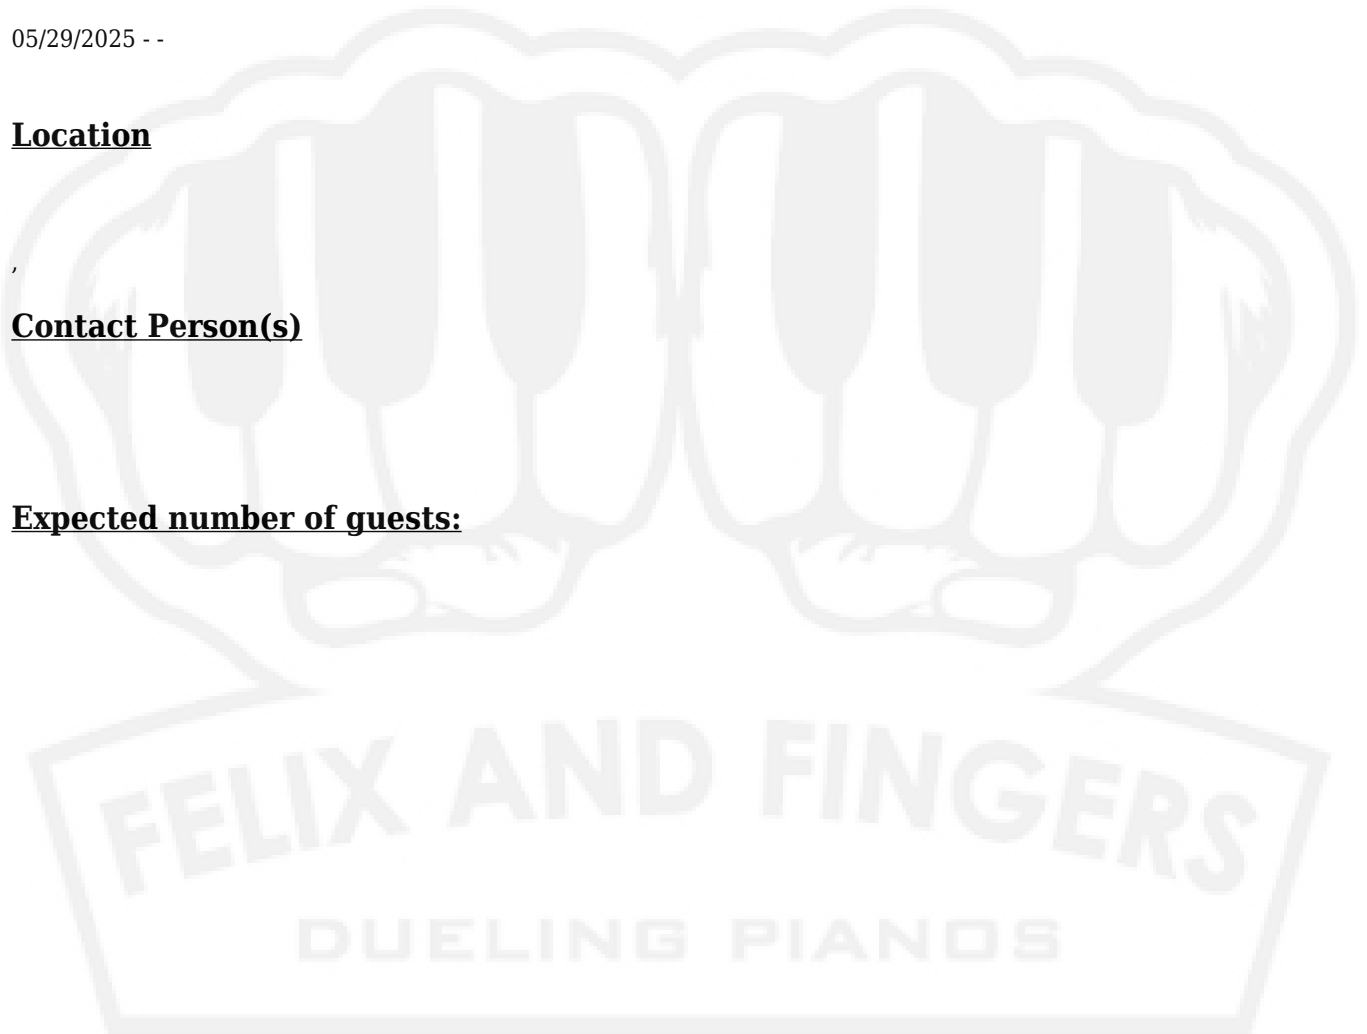 05/29/2025 - -
Location
,
Contact Person(s)
Expected number of guests:
FELIX AND FINGERS
DUELING PIANOS